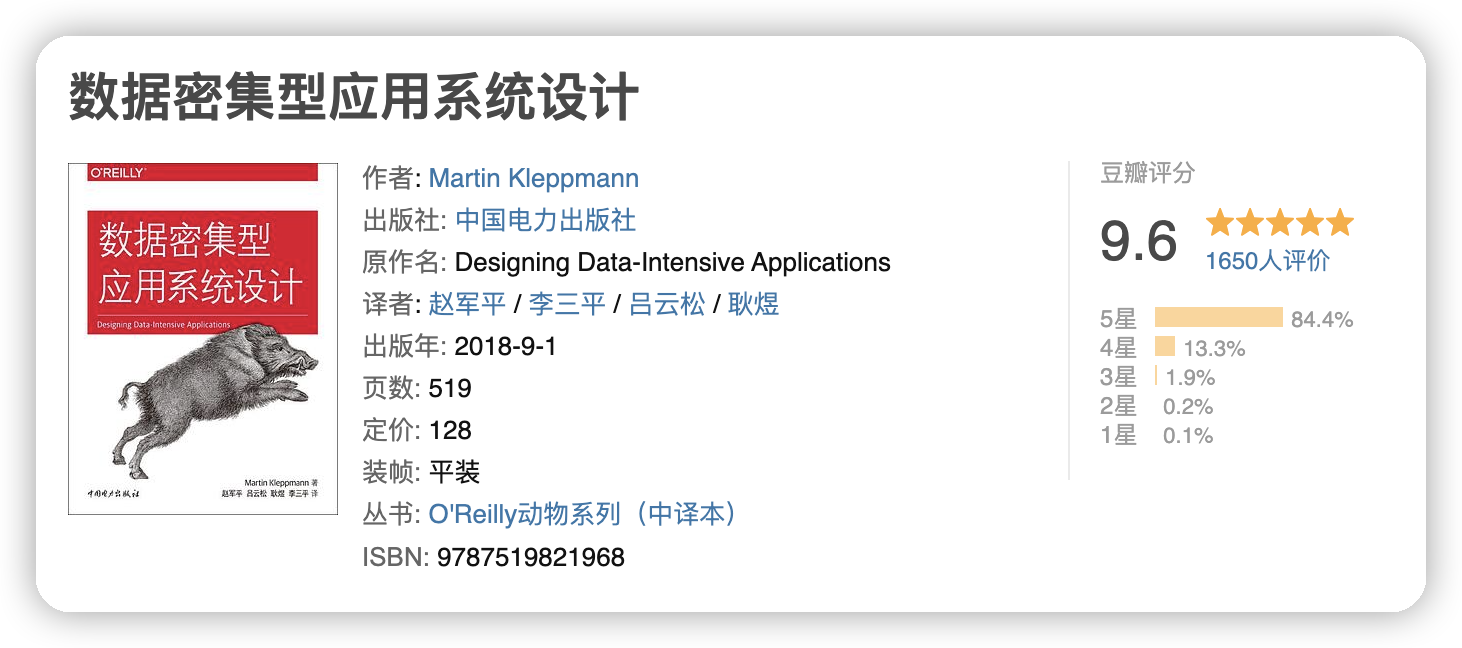 数据密集型应用系统设计
O'REILLY®
数据密集型
应用系统设计
Designing Data-Intensive Applications
Martin Kleppmann 著
中国电力出版社
赵军平 吕云松 耿煜 李三平 译
作者: Martin Kleppmann
出版社: 中国电力出版社
原作名: Designing Data-Intensive Applications
译者: 赵军平 / 李三平 / 吕云松 / 耿煜
出版年: 2018-9-1
页数: 519
定价: 128
装帧: 平装
丛书: O'Reilly动物系列（中译本）
ISBN: 9787519821968
豆瓣评分
9.6
1650人评价
5星 84.4%
4星 13.3%
3星 1.9%
2星 0.2%
1星 0.1%